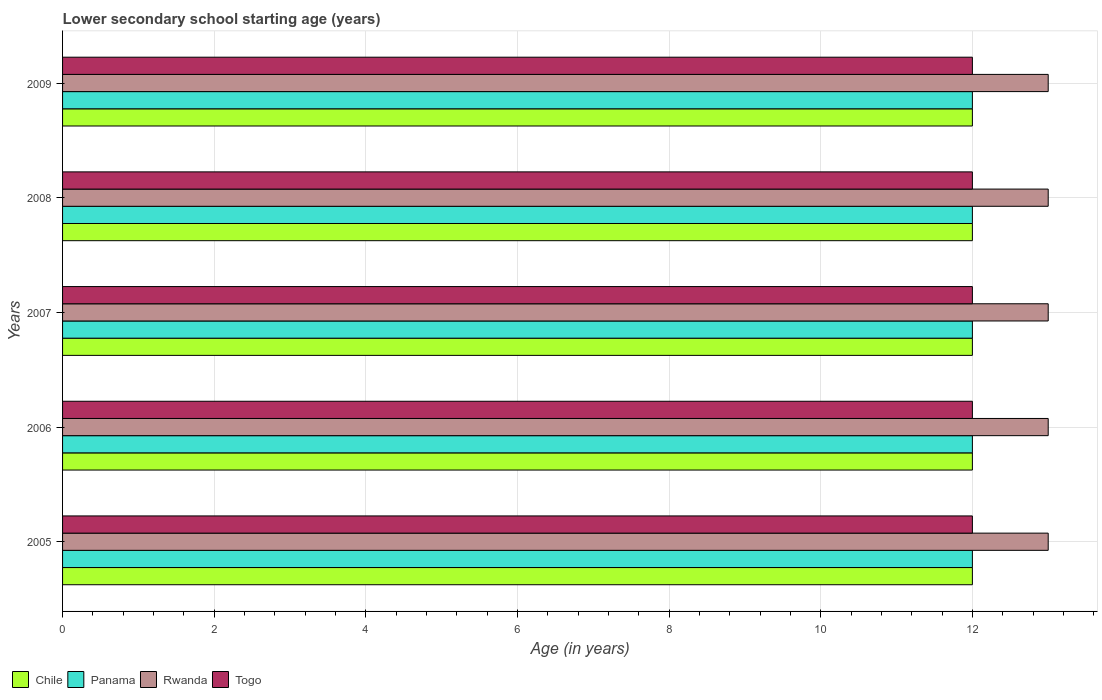 Lower secondary school starting age (years)
2009
2008
2007
2006
2005
Years
0 2 4 6 8 10 12
Age (in years)
Chile Panama Rwanda Togo